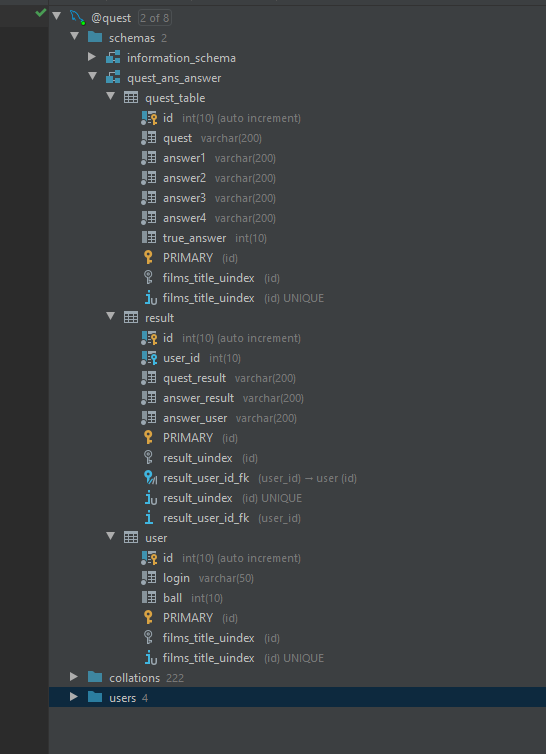 @quest 2 of 8
schemas 2
information_schema
quest_ans_answer
quest_table
id int(10) (auto increment)
quest varchar(200)
answer1 varchar(200)
answer2 varchar(200)
answer3 varchar(200)
answer4 varchar(200)
true_answer int(10)
PRIMARY (id)
films_title_uindex (id)
films_title_uindex (id) UNIQUE
result
id int(10) (auto increment)
user_id int(10)
quest_result varchar(200)
answer_result varchar(200)
answer_user varchar(200)
PRIMARY (id)
result_uindex (id)
result_user_id_fk (user_id) → user (id)
result_uindex (id) UNIQUE
result_user_id_fk (user_id)
user
id int(10) (auto increment)
login varchar(50)
ball int(10)
PRIMARY (id)
films_title_uindex (id)
films_title_uindex (id) UNIQUE
collations 222
users 4